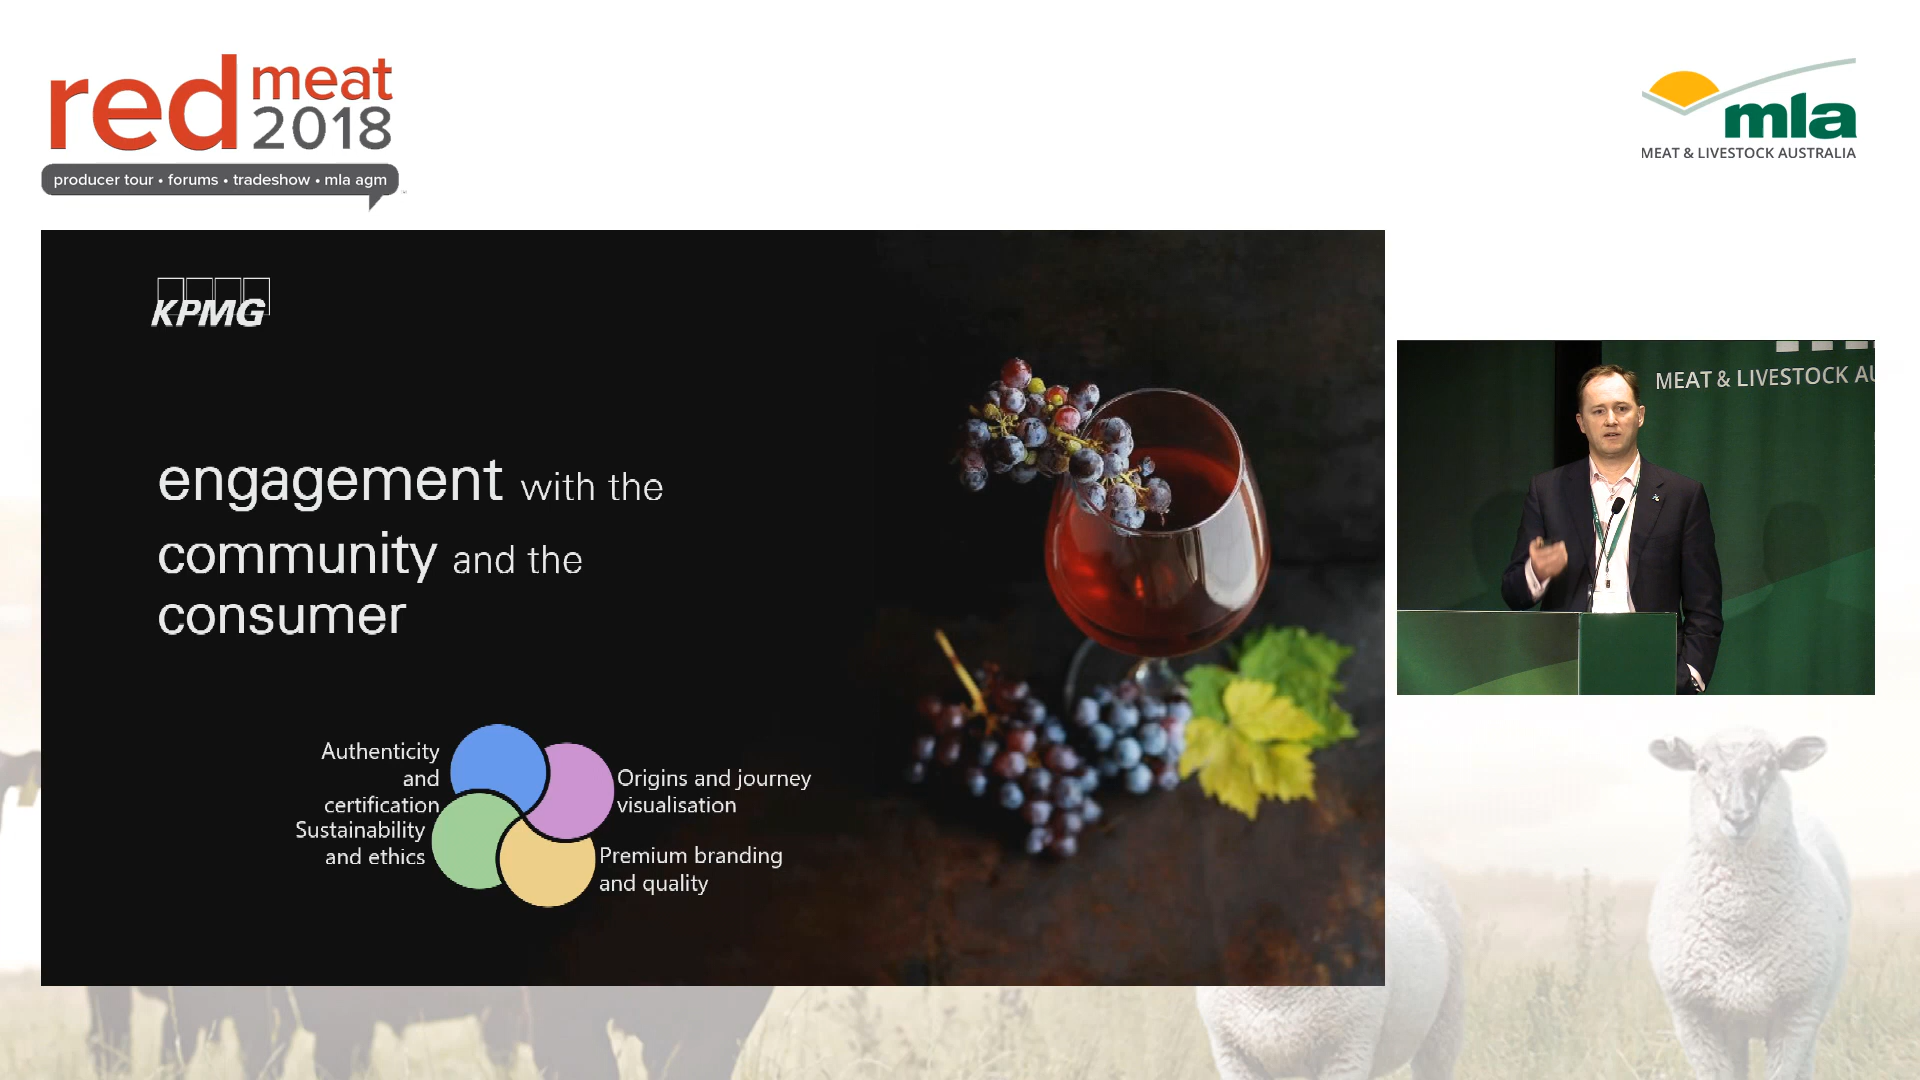 red meat
2018
producer tour • forums • tradeshow • mla agm
mla
MEAT & LIVESTOCK AUSTRALIA
KPMG
engagement with the
community and the
consumer
Authenticity
and
certification
Sustainability
and ethics
Origins and journey
visualisation
Premium branding
and quality
MEAT & LIVESTOCK AU